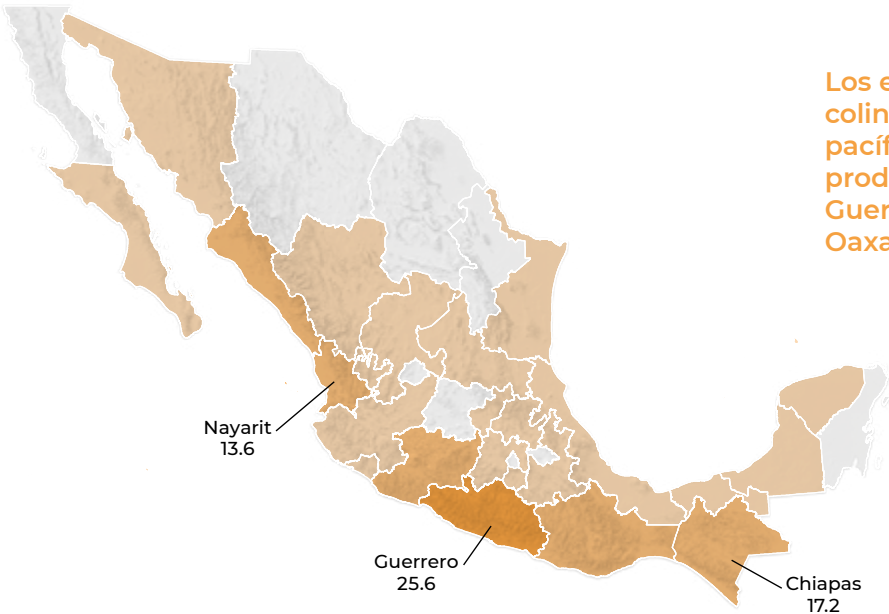 Los e
colin
pacíf
prod
Guer
Oaxa
Nayarit
13.6
Guerrero
25.6
Chiapas
17.2